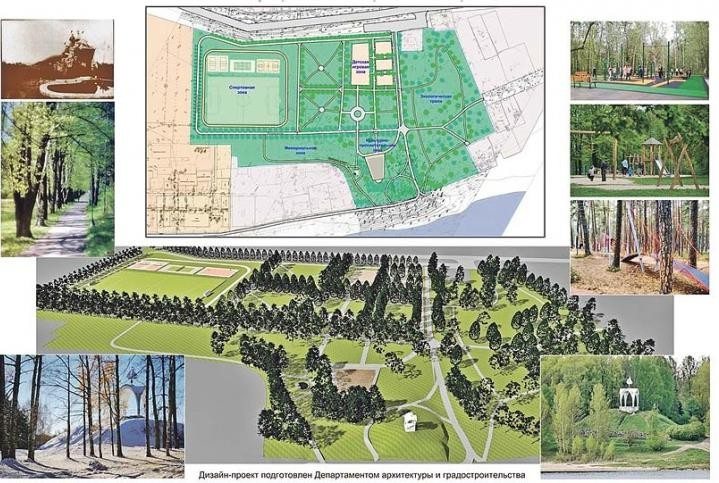 Спортивная
зона
Детская
игровая
зона
Экологическая
тропа
Мемориальная
зона
Дизайн-проект подготовлен Департаментом архитектуры и градостроительства